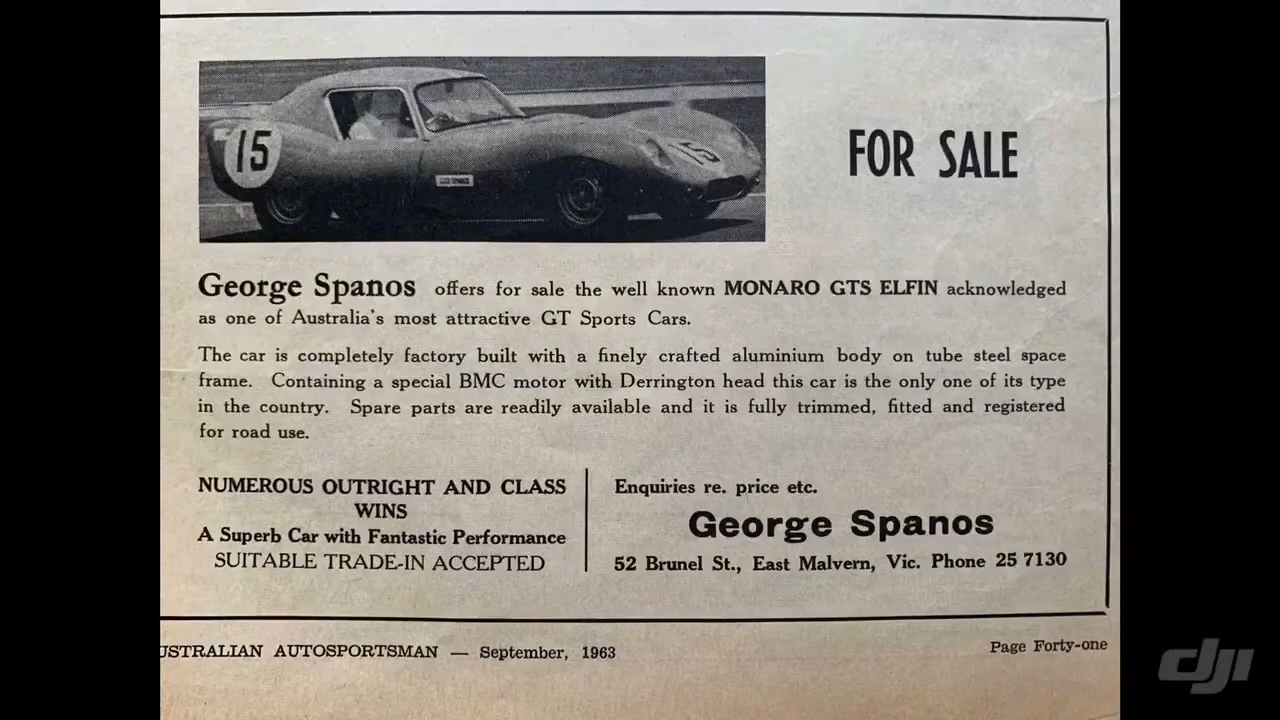 15
15
FOR SALE
George Spanos offers for sale the well known MONARO GTS ELFIN acknowledged
as one of Australia's most attractive GT Sports Cars.
The car is completely factory built with a finely crafted aluminium body on tube steel space
frame. Containing a special BMC motor with Derrington head this car is the only one of its type
in the country. Spare parts are readily available and it is fully trimmed, fitted and registered
for road use.
NUMEROUS OUTRIGHT AND CLASS
WINS
A Superb Car with Fantastic Performance
SUITABLE TRADE-IN ACCEPTED
Enquiries re. price etc.
George Spanos
52 Brunel St., East Malvern, Vic. Phone 25 7130
USTRALIAN AUTOSPORTSMAN — September, 1963
Page Forty-one
dji